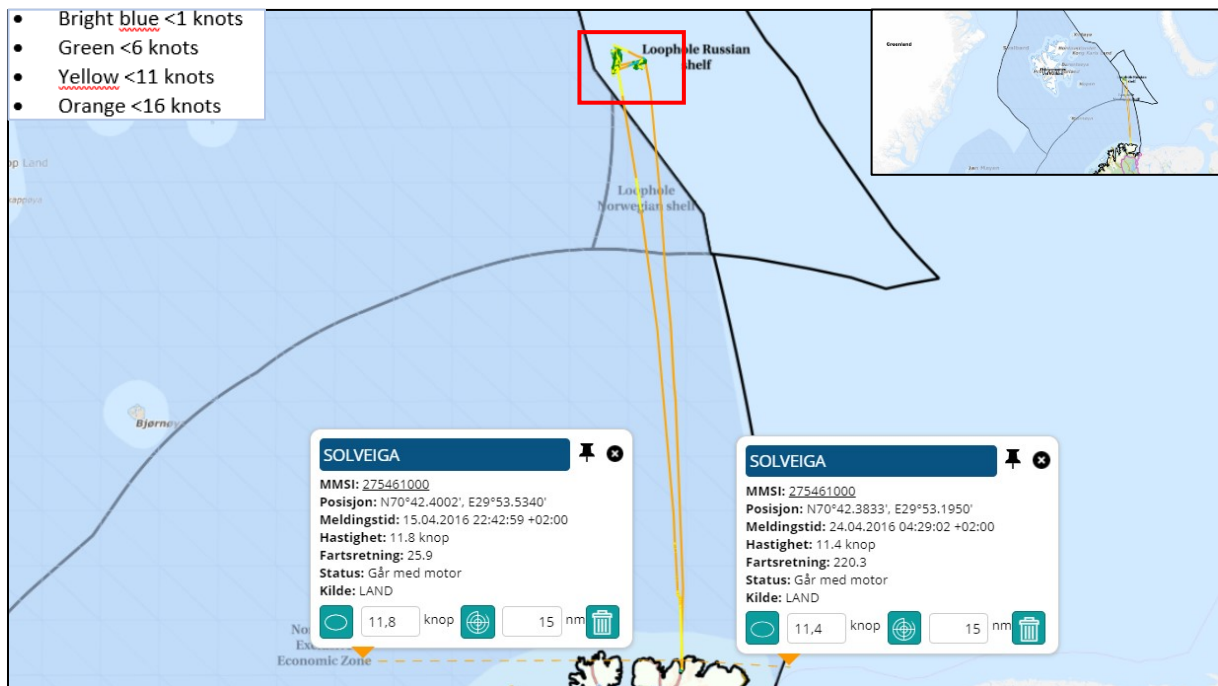 • Bright blue <1 knots
• Green <6 knots
• Yellow <11 knots
• Orange <16 knots
Loophole Russian
shelf
Greenland
Land
Loophole
Norwegian shelf
Bjørnøy
SOLVEIGA
MMSI: 275461000
Posisjon: N70°42.4002', E29°53.5340'
Meldingstid: 15.04.2016 22:42:59 +02:00
Hastighet: 11.8 knop
Fartsretning: 25.9
Status: Går med motor
Kilde: LAND
11,8 knop 15 nm
SOLVEIGA
MMSI: 275461000
Posisjon: N70°42.3833', E29°53.1950'
Meldingstid: 24.04.2016 04:29:02 +02:00
Hastighet: 11.4 knop
Fartsretning: 220.3
Status: Går med motor
Kilde: LAND
11,4 knop 15 nm
Economic Zone